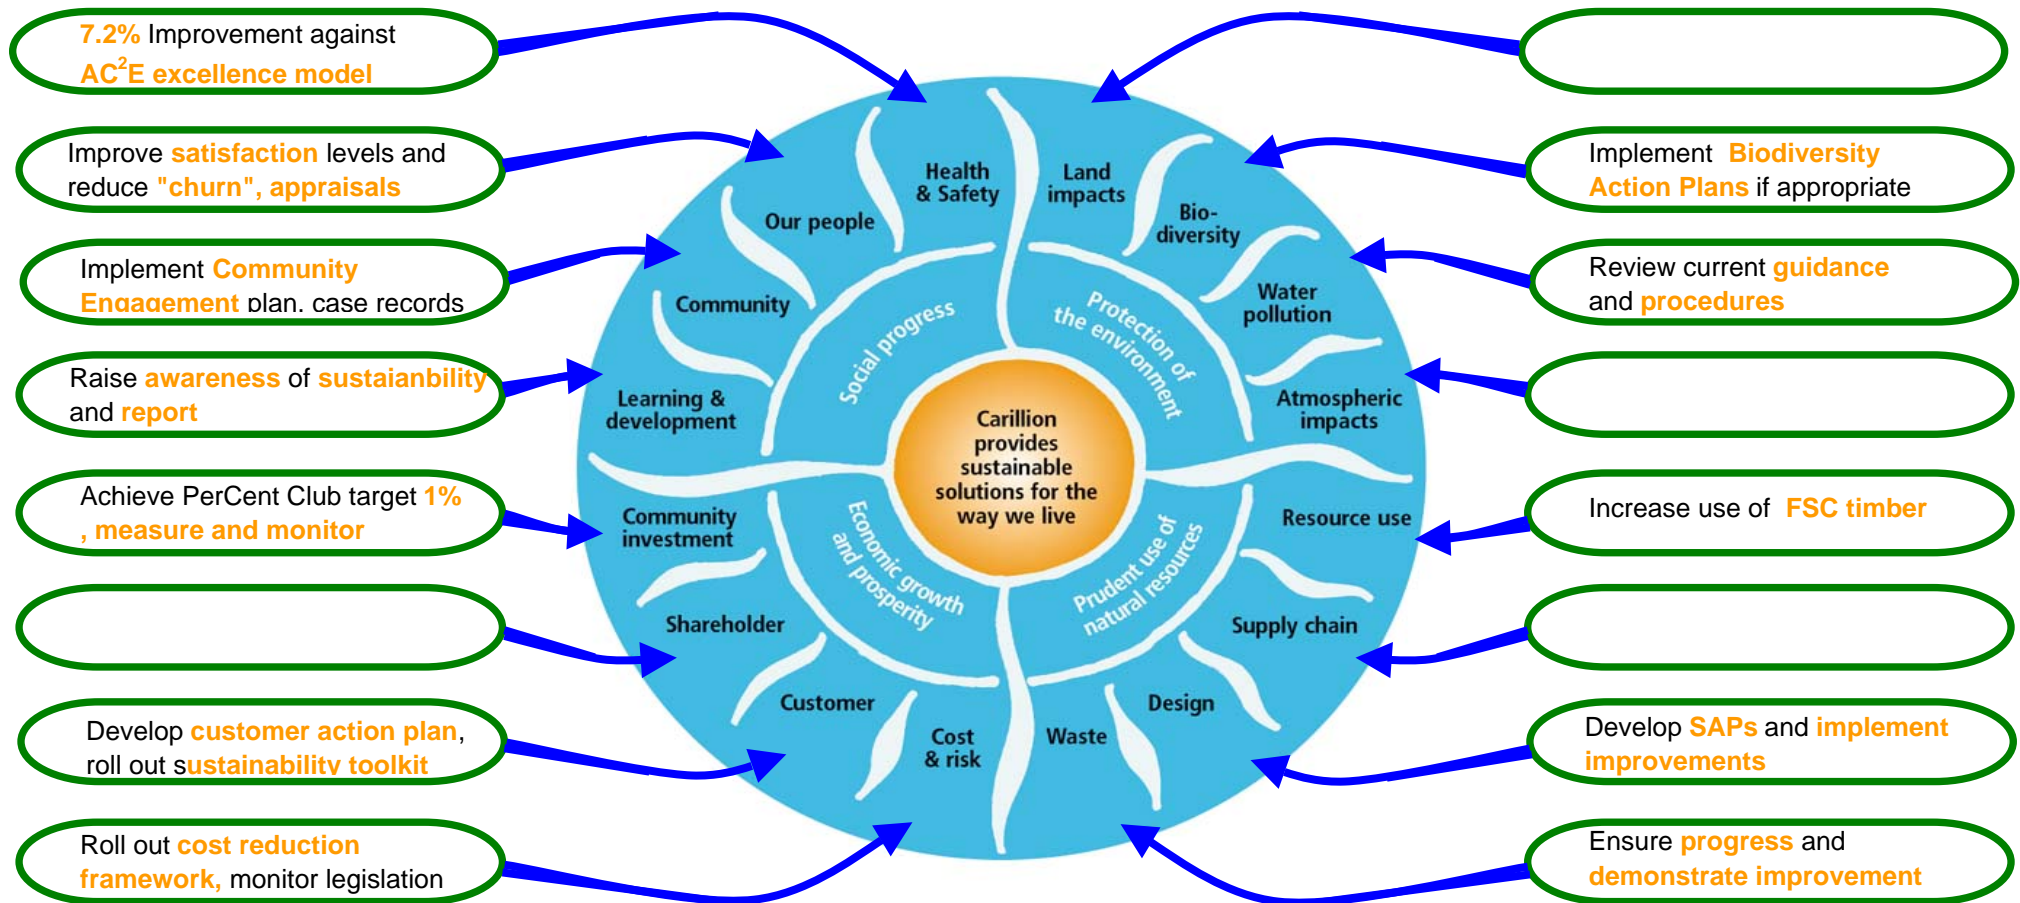 7.2% Improvement against
AC²E excellence model
Improve satisfaction levels and
reduce "churn", appraisals
Implement Community
Engagement plan, case records
Raise awareness of sustaianbility
and report
Achieve PerCent Club target 1%
, measure and monitor
Develop customer action plan,
roll out sustainability toolkit
Roll out cost reduction
framework, monitor legislation
Health
& Safety
Our people
Community
Learning &
development
Community
investment
Shareholder
Customer
Cost
& risk
Social progress
Economic growth
and prosperity
Carillion
provides
sustainable
solutions for the
way we live
Protection of
the environment
Prudent use of
natural resources
Land
impacts
Bio-
diversity
Water
pollution
Atmospheric
impacts
Resource use
Supply chain
Design
Waste
Implement Biodiversity
Action Plans if appropriate
Review current guidance
and procedures
Increase use of FSC timber
Develop SAPs and implement
improvements
Ensure progress and
demonstrate improvement